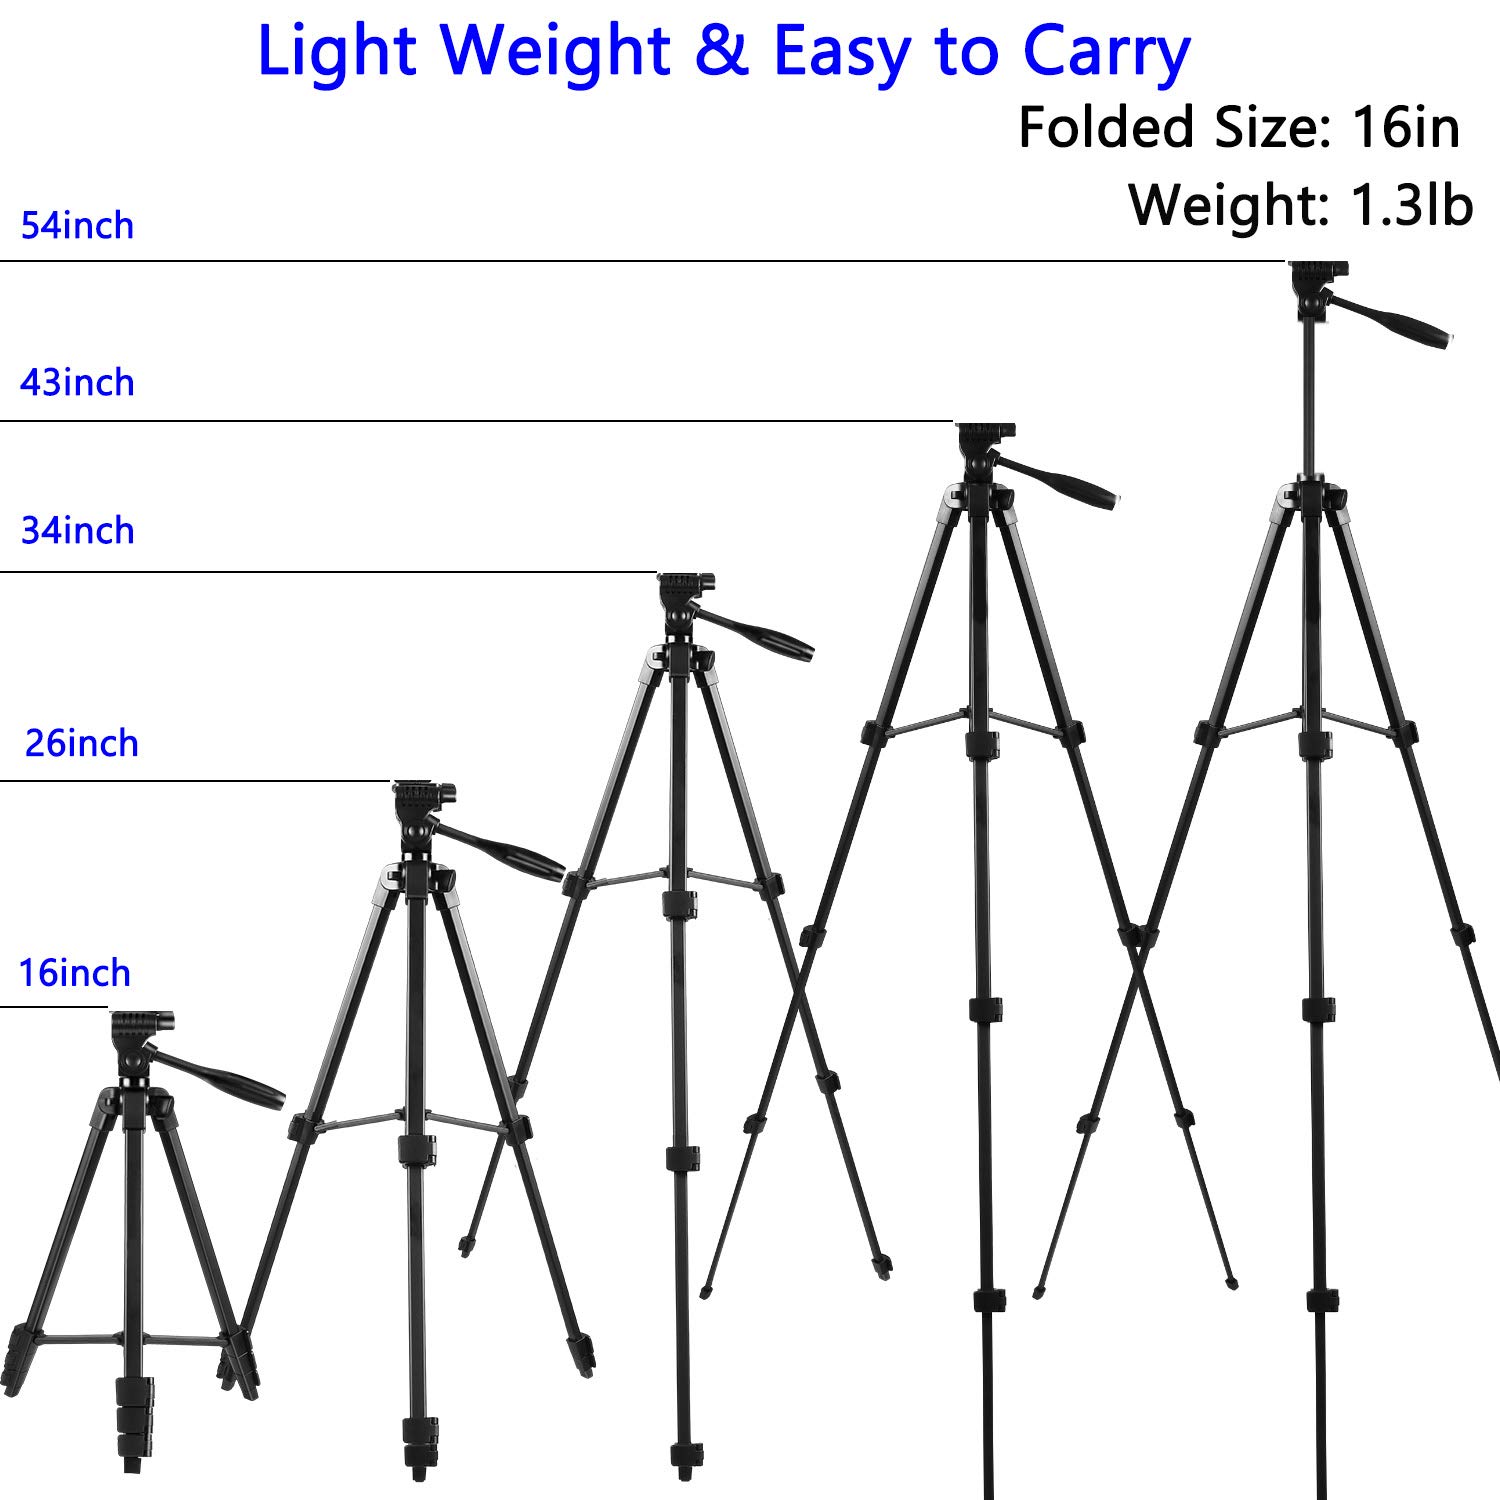 Light Weight & Easy to Carry
Folded Size: 16in
Weight: 1.3lb
54inch
43inch
34inch
26inch
16inch